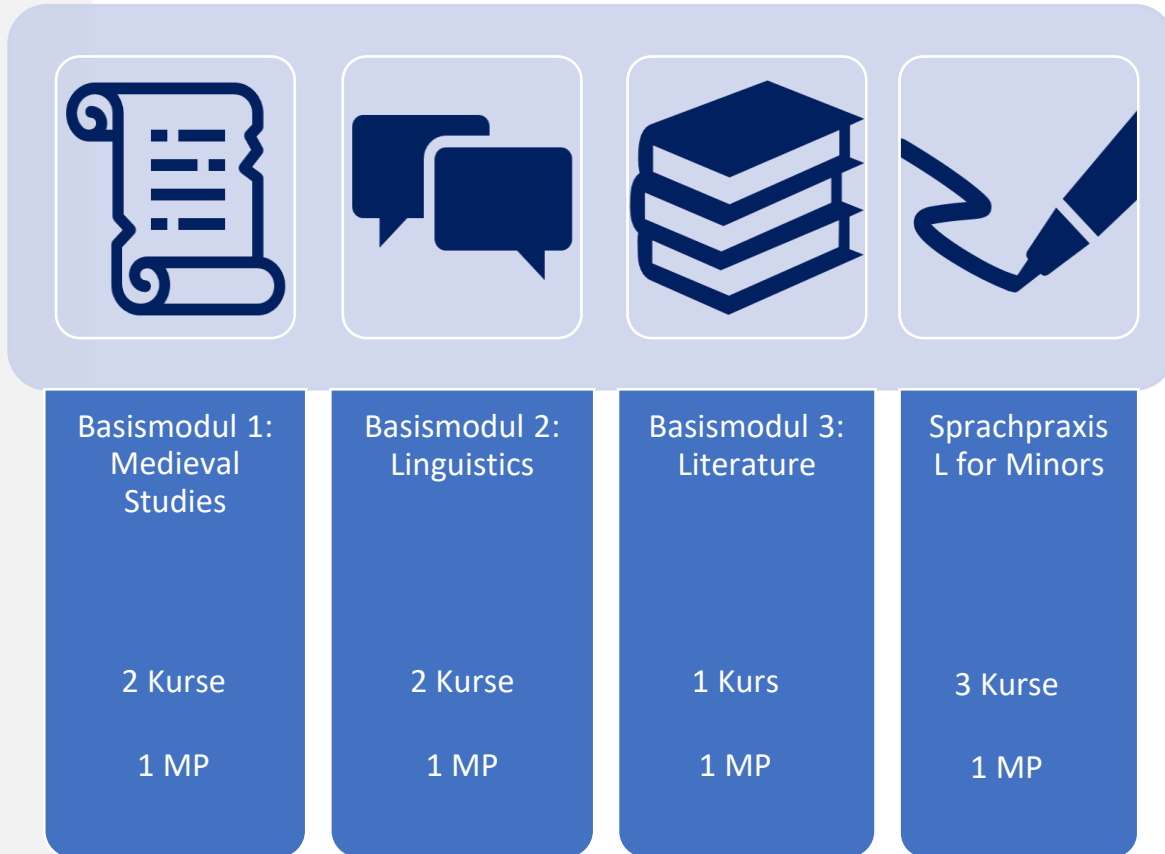 Basismodul 1:
Medieval
Studies
2 Kurse
1 MP
Basismodul 2:
Linguistics
2 Kurse
1 MP
Basismodul 3:
Literature
1 Kurs
1 MP
Sprachpraxis
L for Minors
3 Kurse
1 MP